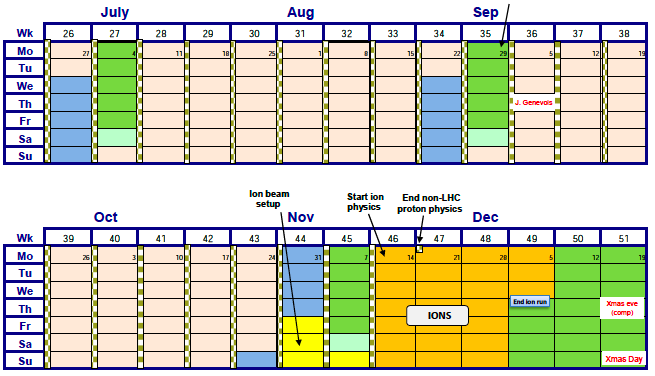 July Aug Sep
Wk 26 27 28 29 30 31 32 33 34 35 36 37 38
Mo 27 4 11 18 25 1 8 15 22 29 5 12 19
Tu
We
Th J. Genevois
Fr
Sa
Su
Ion beam setup
Start ion physics
End non-LHC proton physics
Oct Nov Dec
Wk 39 40 41 42 43 44 45 46 47 48 49 50 51
Mo 26 3 10 17 24 31 7 14 21 28 5 12 19
Tu
We
End ion run
Th IONS Xmas eve (comp)
Fr
Sa
Su Xmas Day